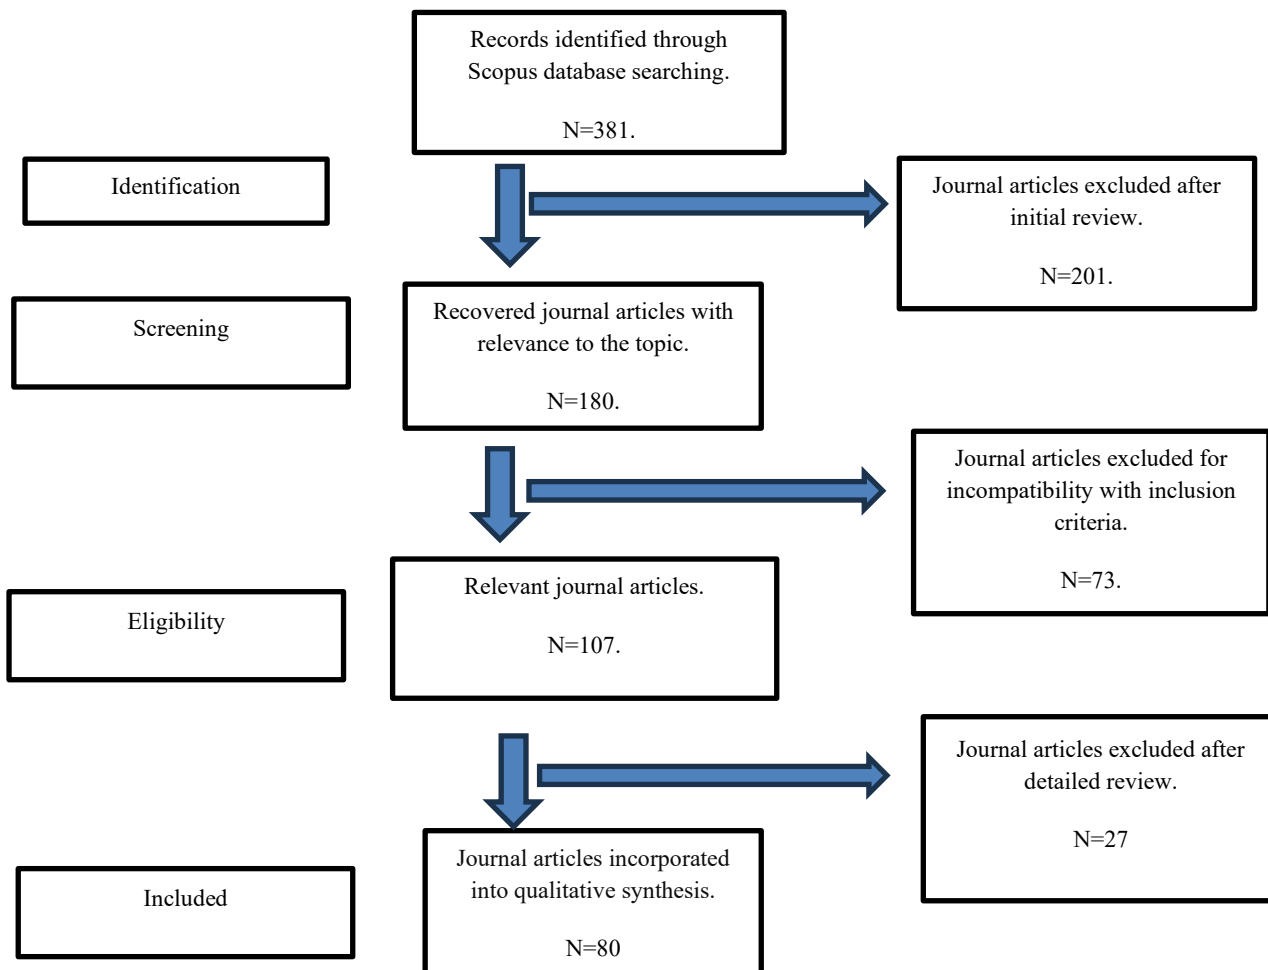 Records identified through
Scopus database searching.
N=381.
Identification
Journal articles excluded after
initial review.
N=201.
Screening
Recovered journal articles with
relevance to the topic.
N=180.
Journal articles excluded for
incompatibility with inclusion
criteria.
N=73.
Eligibility
Relevant journal articles.
N=107.
Journal articles excluded after
detailed review.
N=27
Included
Journal articles incorporated
into qualitative synthesis.
N=80